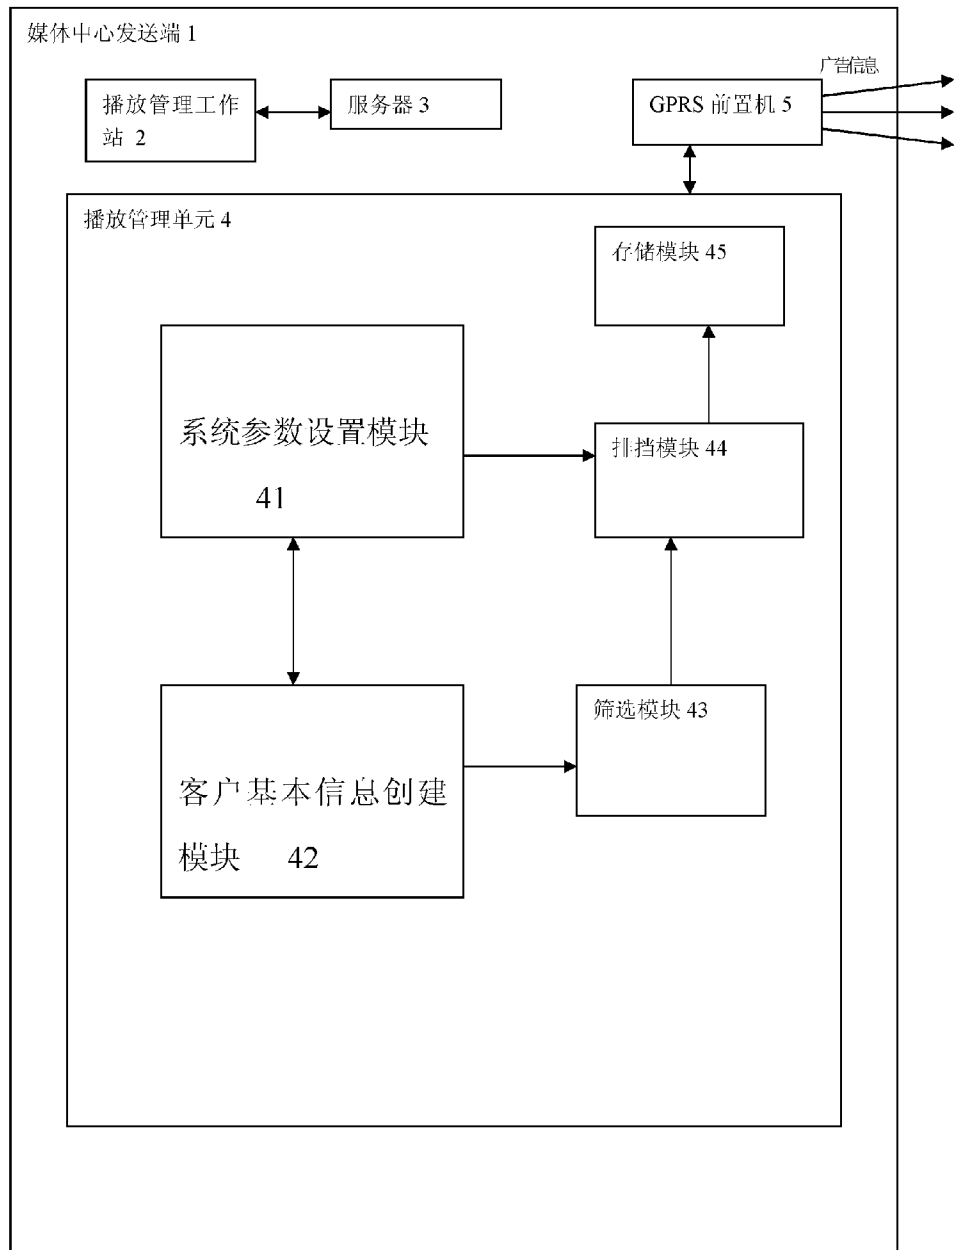 媒体中心发送端 1
广告信息
播放管理工作
站 2
服务器 3
GPRS 前置机 5
播放管理单元 4
存储模块 45
系统参数设置模块
41
排挡模块 44
客户基本信息创建
模块 42
筛选模块 43